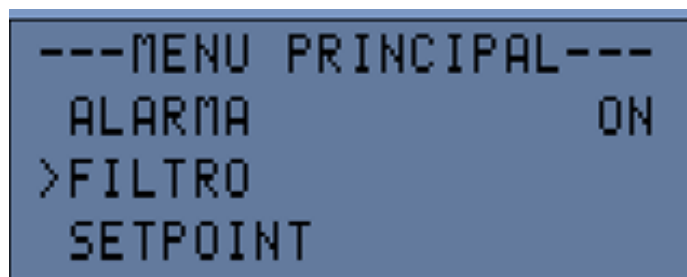 ---MENU PRINCIPAL---
ALARMA ON
>FILTRO
SETPOINT